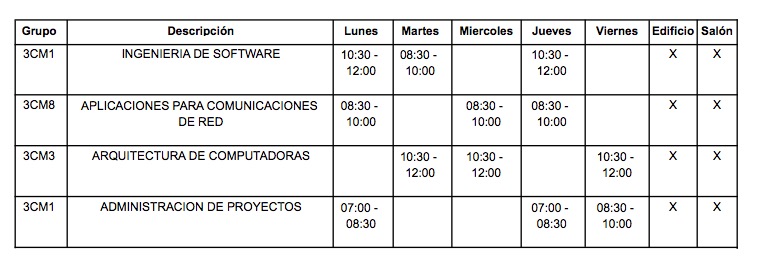 Grupo Descripción Lunes Martes Miercoles Jueves Viernes Edificio Salón
3CM1 INGENIERIA DE SOFTWARE 10:30 - 08:30 - 10:30 - X X
12:00 10:00 12:00
3CM8 APLICACIONES PARA COMUNICACIONES 08:30 - 08:30 - 08:30 - X X
DE RED 10:00 10:00 10:00
3CM3 ARQUITECTURA DE COMPUTADORAS 10:30 - 10:30 - 10:30 - X X
12:00 12:00 12:00
3CM1 ADMINISTRACION DE PROYECTOS 07:00 - 07:00 - 08:30 - X X
08:30 08:30 10:00